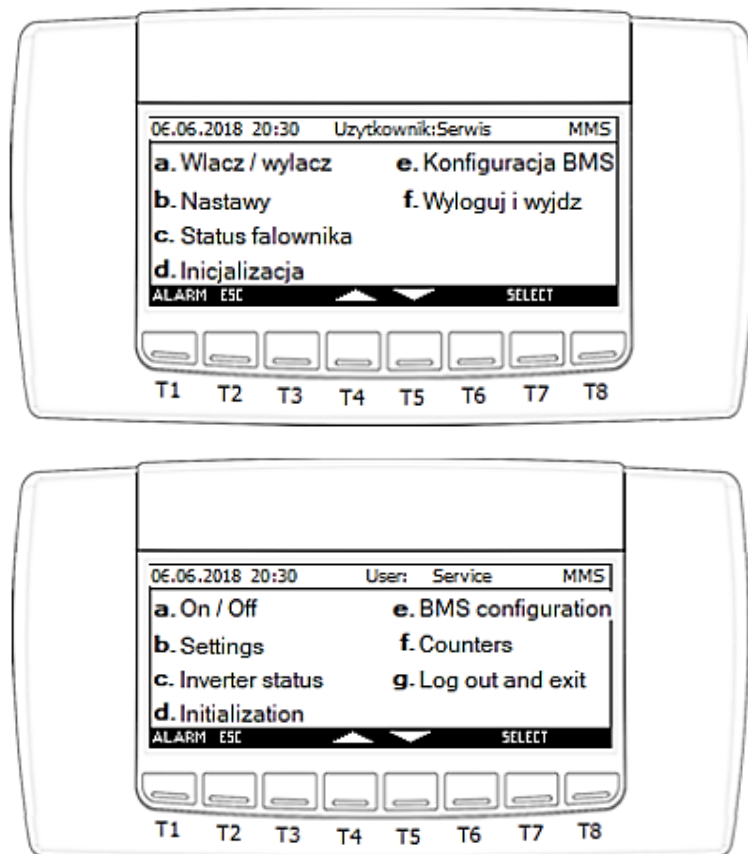 06.06.2018 20:30 Uzytkownik:Serwis MMS
a. Wlacz / wylacz e. Konfiguracja BMS
b. Nastawy f. Wyloguj i wyjdz
c. Status falownika
d. Inicjalizacja
ALARM ESC SELECT
T1 T2 T3 T4 T5 T6 T7 T8
06.06.2018 20:30 User: Service MMS
a. On / Off e. BMS configuration
b. Settings f. Counters
c. Inverter status g. Log out and exit
d. Initialization
ALARM ESC SELECT
T1 T2 T3 T4 T5 T6 T7 T8